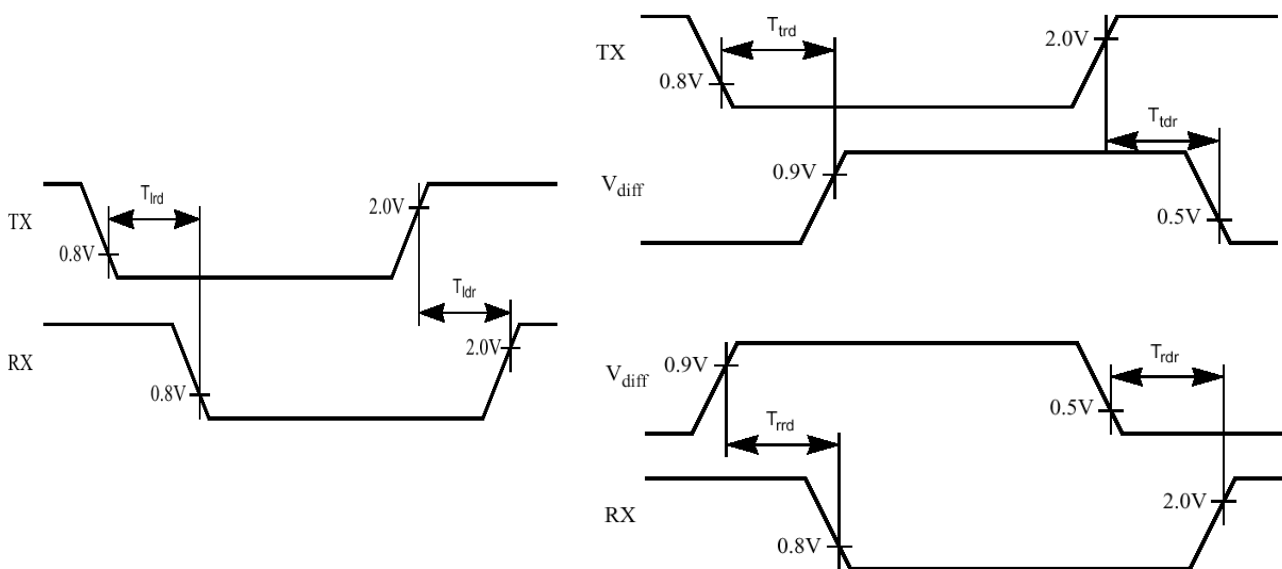 TX
T_lrd
0.8V
2.0V
T_ldr
RX
0.8V
2.0V
TX
T_trd
0.8V
2.0V
T_tdr
V_diff
0.9V
0.5V
V_diff
0.9V
T_rrd
0.5V
T_rdr
RX
0.8V
2.0V